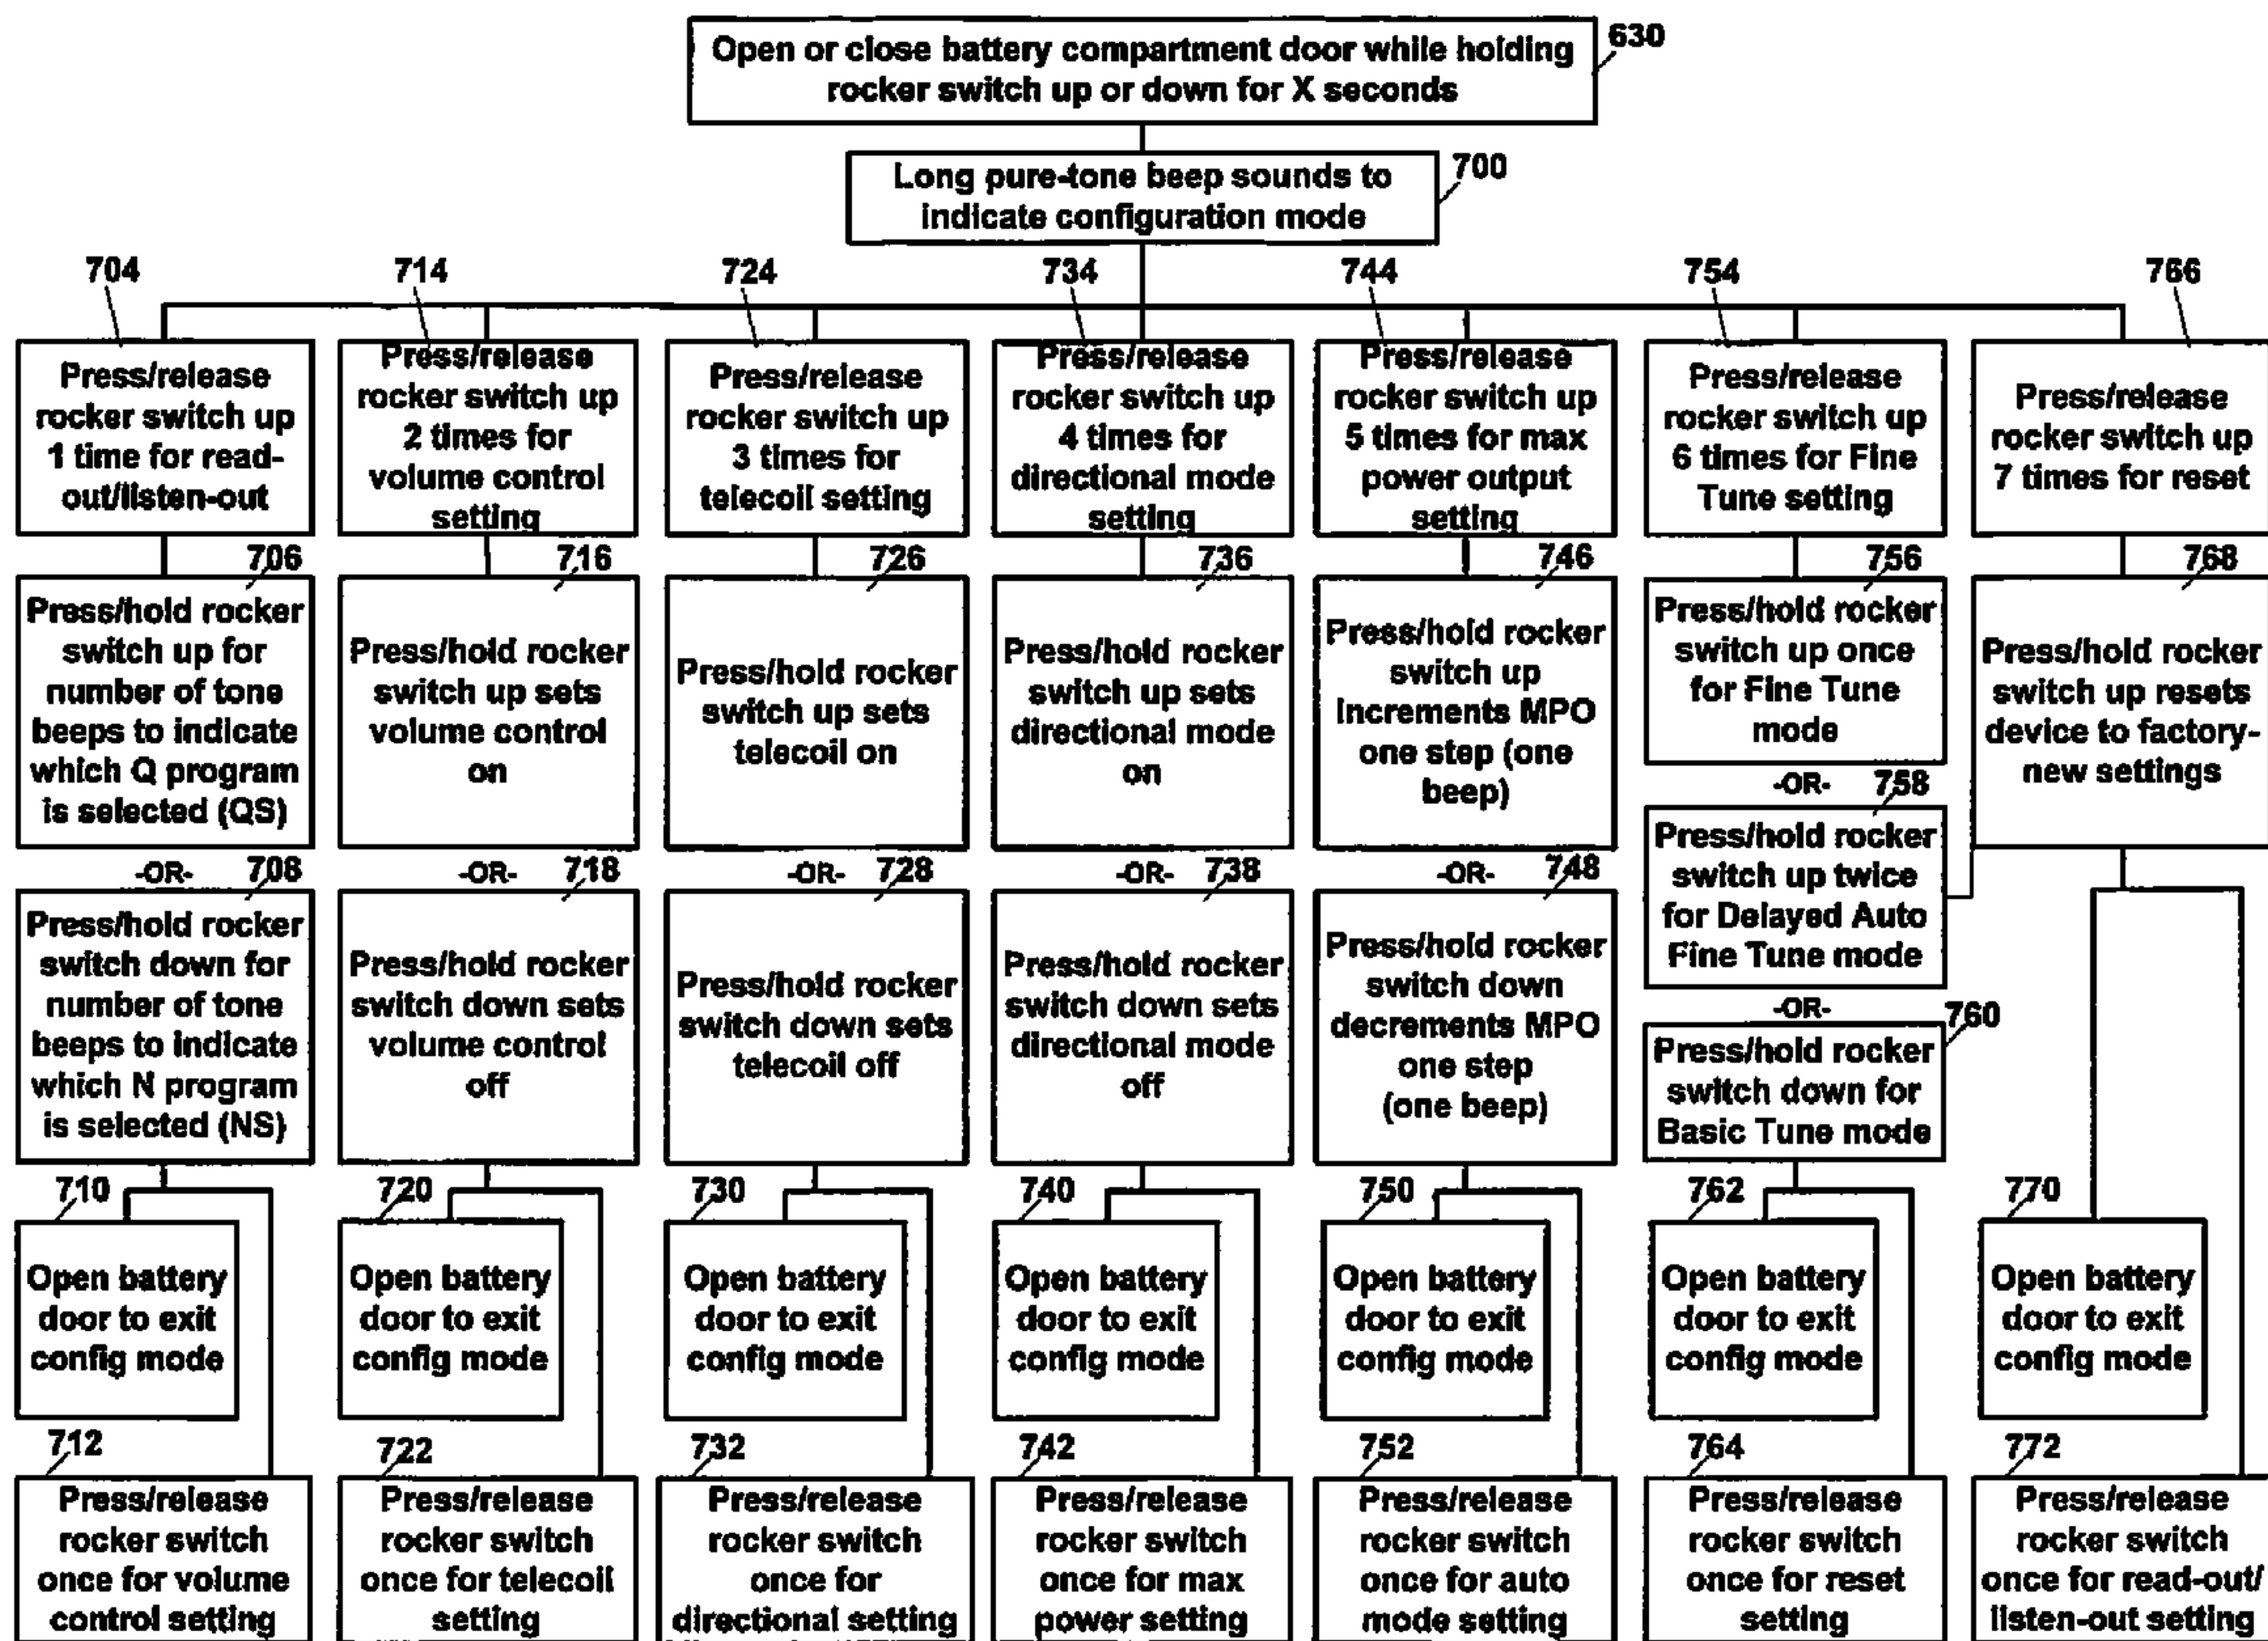 Open or close battery compartment door while holding
rocker switch up or down for X seconds
630
Long pure-tone beep sounds to
indicate configuration mode
700
704
Press/release
rocker switch up
1 time for read-
out/listen-out
706
Press/hold rocker
switch up for
number of tone
beeps to indicate
which Q program
is selected (QS)
-OR-
708
Press/hold rocker
switch down for
number of tone
beeps to indicate
which N program
is selected (NS)
710
Open battery
door to exit
config mode
712
Press/release
rocker switch
once for volume
control setting
714
Press/release
rocker switch up
2 times for
volume control
setting
716
Press/hold rocker
switch up sets
volume control
on
-OR-
718
Press/hold rocker
switch down sets
volume control
off
720
Open battery
door to exit
config mode
722
Press/release
rocker switch
once for telecoil
setting
724
Press/release
rocker switch up
3 times for
telecoil setting
726
Press/hold rocker
switch up sets
telecoil on
-OR-
728
Press/hold rocker
switch down sets
telecoil off
730
Open battery
door to exit
config mode
732
Press/release
rocker switch
once for
directional setting
734
Press/release
rocker switch up
4 times for
directional mode
setting
736
Press/hold rocker
switch up sets
directional mode
on
-OR-
738
Press/hold rocker
switch down sets
directional mode
off
740
Open battery
door to exit
config mode
742
Press/release
rocker switch
once for max
power setting
744
Press/release
rocker switch up
5 times for max
power output
setting
746
Press/hold rocker
switch up
increments MPO
one step (one
beep)
-OR-
748
Press/hold rocker
switch down
decrements MPO
one step
(one beep)
750
Open battery
door to exit
config mode
752
Press/release
rocker switch
once for auto
mode setting
754
Press/release
rocker switch up
6 times for Fine
Tune setting
756
Press/hold rocker
switch up once
for Fine Tune
mode
-OR-
758
Press/hold rocker
switch up twice
for Delayed Auto
Fine Tune mode
-OR-
760
Press/hold rocker
switch down for
Basic Tune mode
762
Open battery
door to exit
config mode
764
Press/release
rocker switch
once for reset
setting
766
Press/release
rocker switch up
7 times for reset
768
Press/hold rocker
switch up resets
device to factory-
new settings
770
Open battery
door to exit
config mode
772
Press/release
rocker switch
once for read-out/
listen-out setting